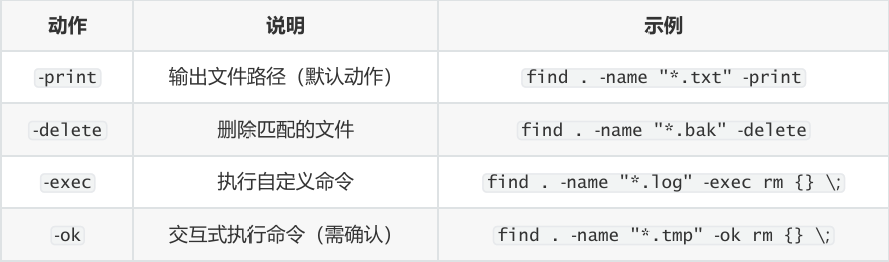 动作 说明 示例
-print 输出文件路径（默认动作） find . -name "*.txt" -print
-delete 删除匹配的文件 find . -name "*.bak" -delete
-exec 执行自定义命令 find . -name "*.log" -exec rm {} \;
-ok 交互式执行命令（需确认） find . -name "*.tmp" -ok rm {} \;